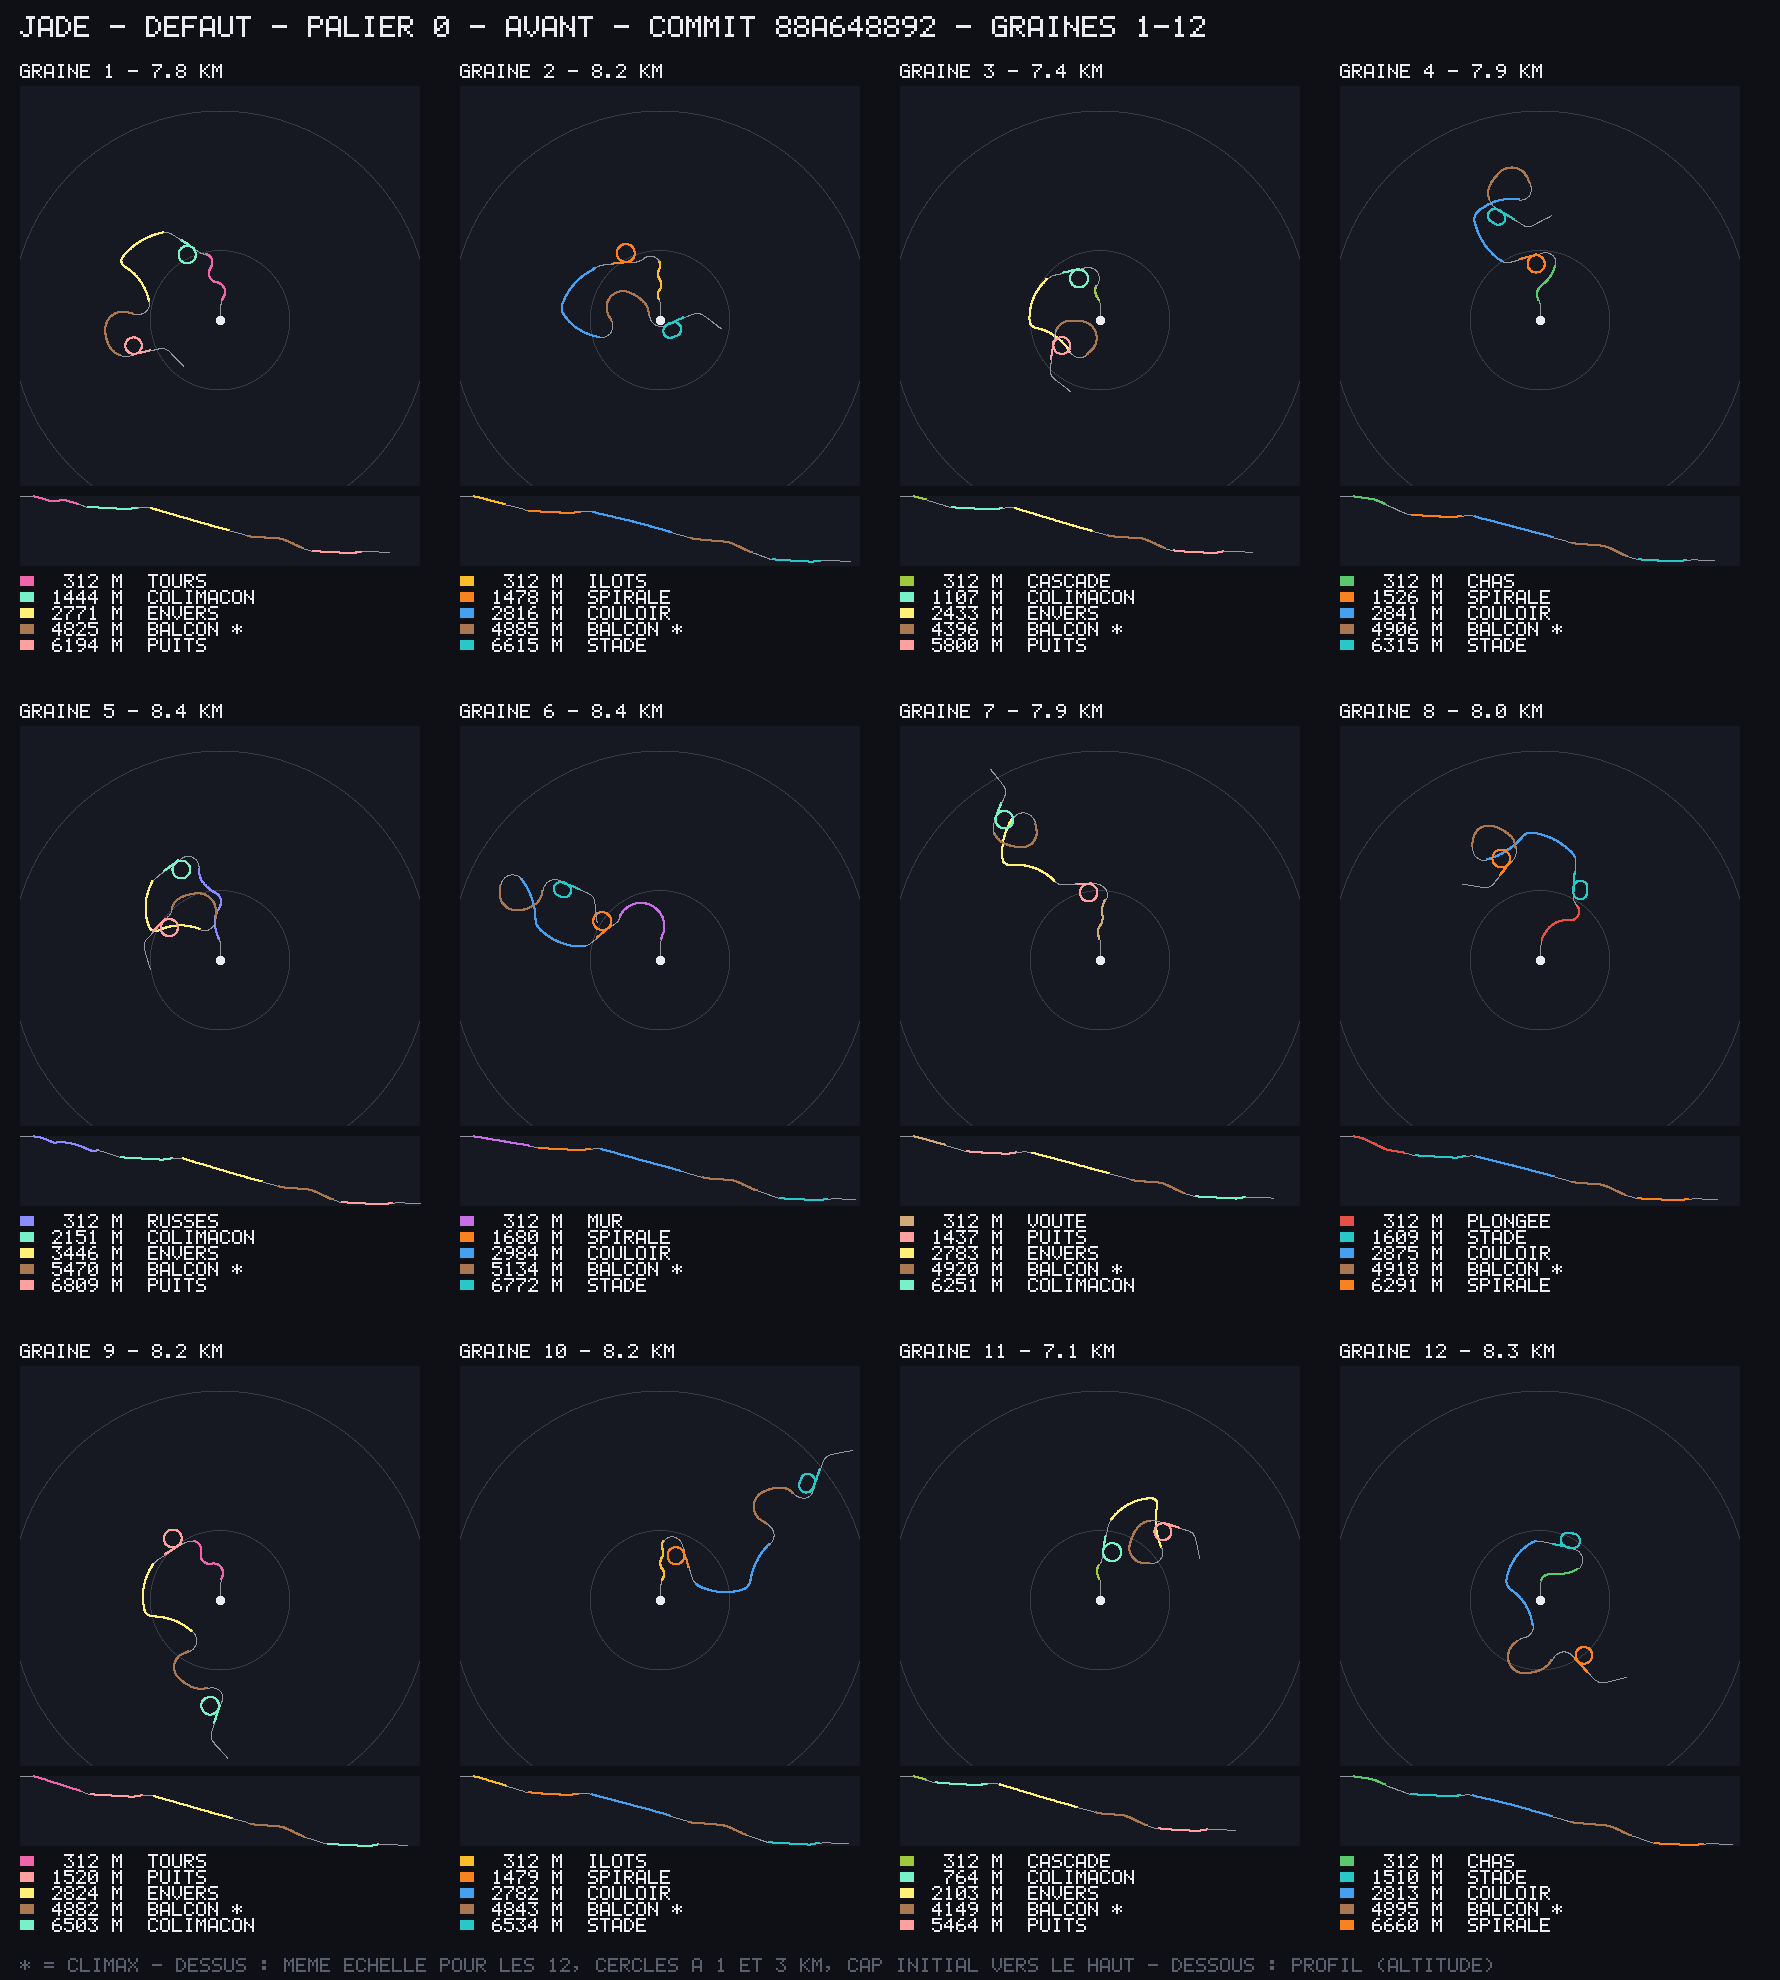 JADE - DEFAUT - PALIER 0 - AVANT - COMMIT 88A648892 - GRAINES 1-12
GRAINE 1 - 7.8 KM
312 M TOURS
1444 M COLIMACON
2771 M ENVERS
4825 M BALCON *
6194 M PUITS
GRAINE 2 - 8.2 KM
312 M ILOTS
1478 M SPIRALE
2816 M COULOIR
4885 M BALCON *
6615 M STADE
GRAINE 3 - 7.4 KM
312 M CASCADE
1107 M COLIMACON
2433 M ENVERS
4396 M BALCON *
5800 M PUITS
GRAINE 4 - 7.9 KM
312 M CHAS
1526 M SPIRALE
2841 M COULOIR
4906 M BALCON *
6315 M STADE
GRAINE 5 - 8.4 KM
312 M RUSSES
2151 M COLIMACON
3446 M ENVERS
5470 M BALCON *
6809 M PUITS
GRAINE 6 - 8.4 KM
312 M MUR
1680 M SPIRALE
2984 M COULOIR
5134 M BALCON *
6772 M STADE
GRAINE 7 - 7.9 KM
312 M VOUTE
1437 M PUITS
2783 M ENVERS
4920 M BALCON *
6251 M COLIMACON
GRAINE 8 - 8.0 KM
312 M PLONGEE
1609 M STADE
2875 M COULOIR
4918 M BALCON *
6291 M SPIRALE
GRAINE 9 - 8.2 KM
312 M TOURS
1520 M PUITS
2824 M ENVERS
4882 M BALCON *
6503 M COLIMACON
GRAINE 10 - 8.2 KM
312 M ILOTS
1479 M SPIRALE
2782 M COULOIR
4843 M BALCON *
6534 M STADE
GRAINE 11 - 7.1 KM
312 M CASCADE
764 M COLIMACON
2103 M ENVERS
4149 M BALCON *
5464 M PUITS
GRAINE 12 - 8.3 KM
312 M CHAS
1510 M STADE
2813 M COULOIR
4895 M BALCON *
6660 M SPIRALE
* = CLIMAX - DESSUS : MEME ECHELLE POUR LES 12, CERCLES A 1 ET 3 KM, CAP INITIAL VERS LE HAUT - DESSOUS : PROFIL (ALTITUDE)